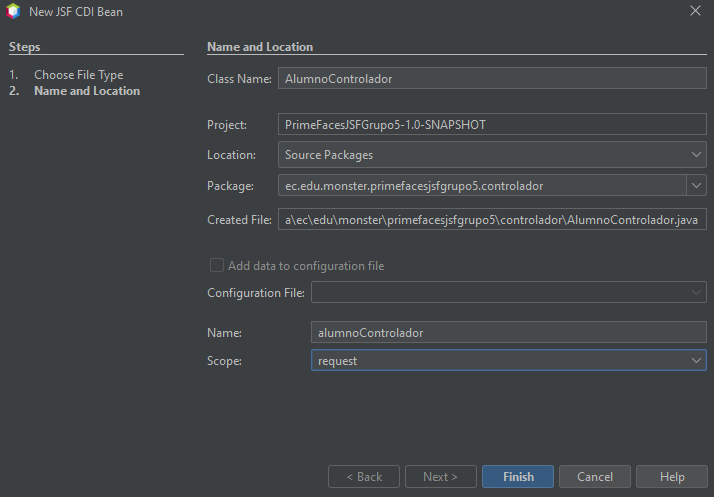 New JSF CDI Bean
Steps
1. Choose File Type
2. Name and Location
Name and Location
Class Name: AlumnoControlador
Project: PrimeFacesJSFGrupo5-1.0-SNAPSHOT
Location: Source Packages
Package: ec.edu.monster.primefacesjsfgrupo5.controlador
Created File: a\ec\edu\monster\primefacesjsfgrupo5\controlador\AlumnoControlador.java
Add data to configuration file
Configuration File:
Name: alumnoControlador
Scope: request
< Back Next > Finish Cancel Help